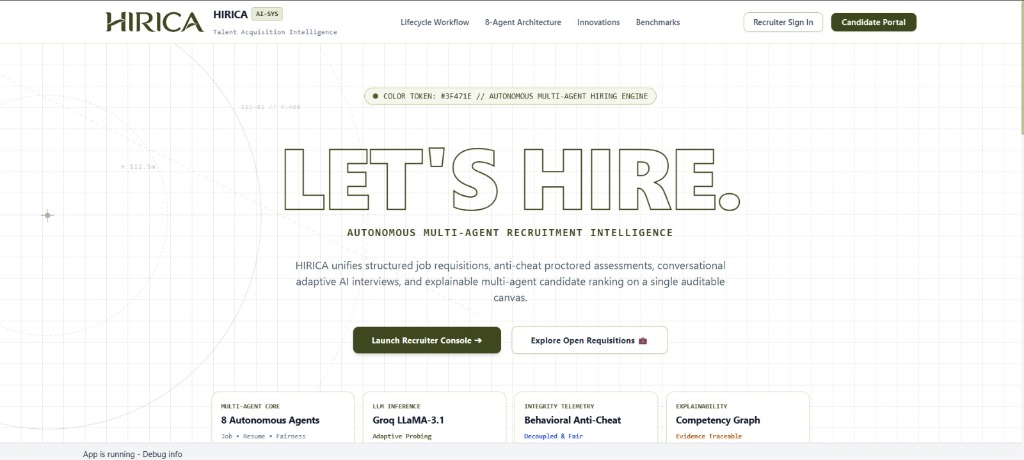 HIRICA
HIRICA AI-SYS
Talent Acquisition Intelligence
Lifecycle Workflow
8-Agent Architecture
Innovations
Benchmarks
Recruiter Sign In
Candidate Portal
COLOR TOKEN: #3F471E // AUTONOMOUS MULTI-AGENT HIRING ENGINE
LET'S HIRE.
AUTONOMOUS MULTI-AGENT RECRUITMENT INTELLIGENCE
HIRICA unifies structured job requisitions, anti-cheat proctored assessments, conversational
adaptive AI interviews, and explainable multi-agent candidate ranking on a single auditable
canvas.
Launch Recruiter Console →
Explore Open Requisitions
MULTI-AGENT CORE
8 Autonomous Agents
Job • Resume • Fairness
LLM INFERENCE
Groq LLaMA-3.1
Adaptive Probing
INTEGRITY TELEMETRY
Behavioral Anti-Cheat
Decoupled & Fair
EXPLAINABILITY
Competency Graph
Evidence Traceable
App is running - Debug info